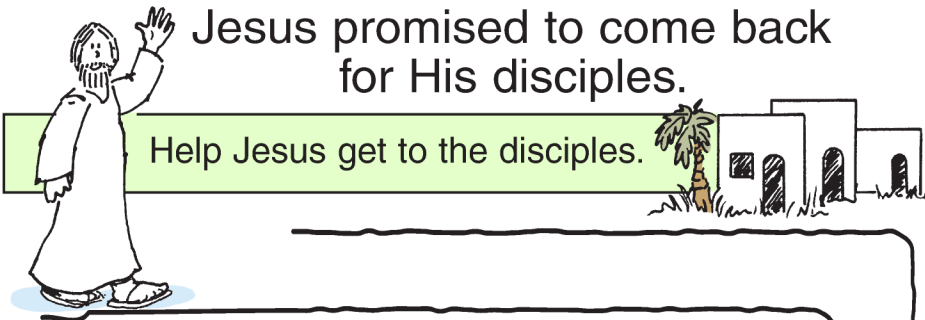 Jesus promised to come back
for His disciples.
Help Jesus get to the disciples.